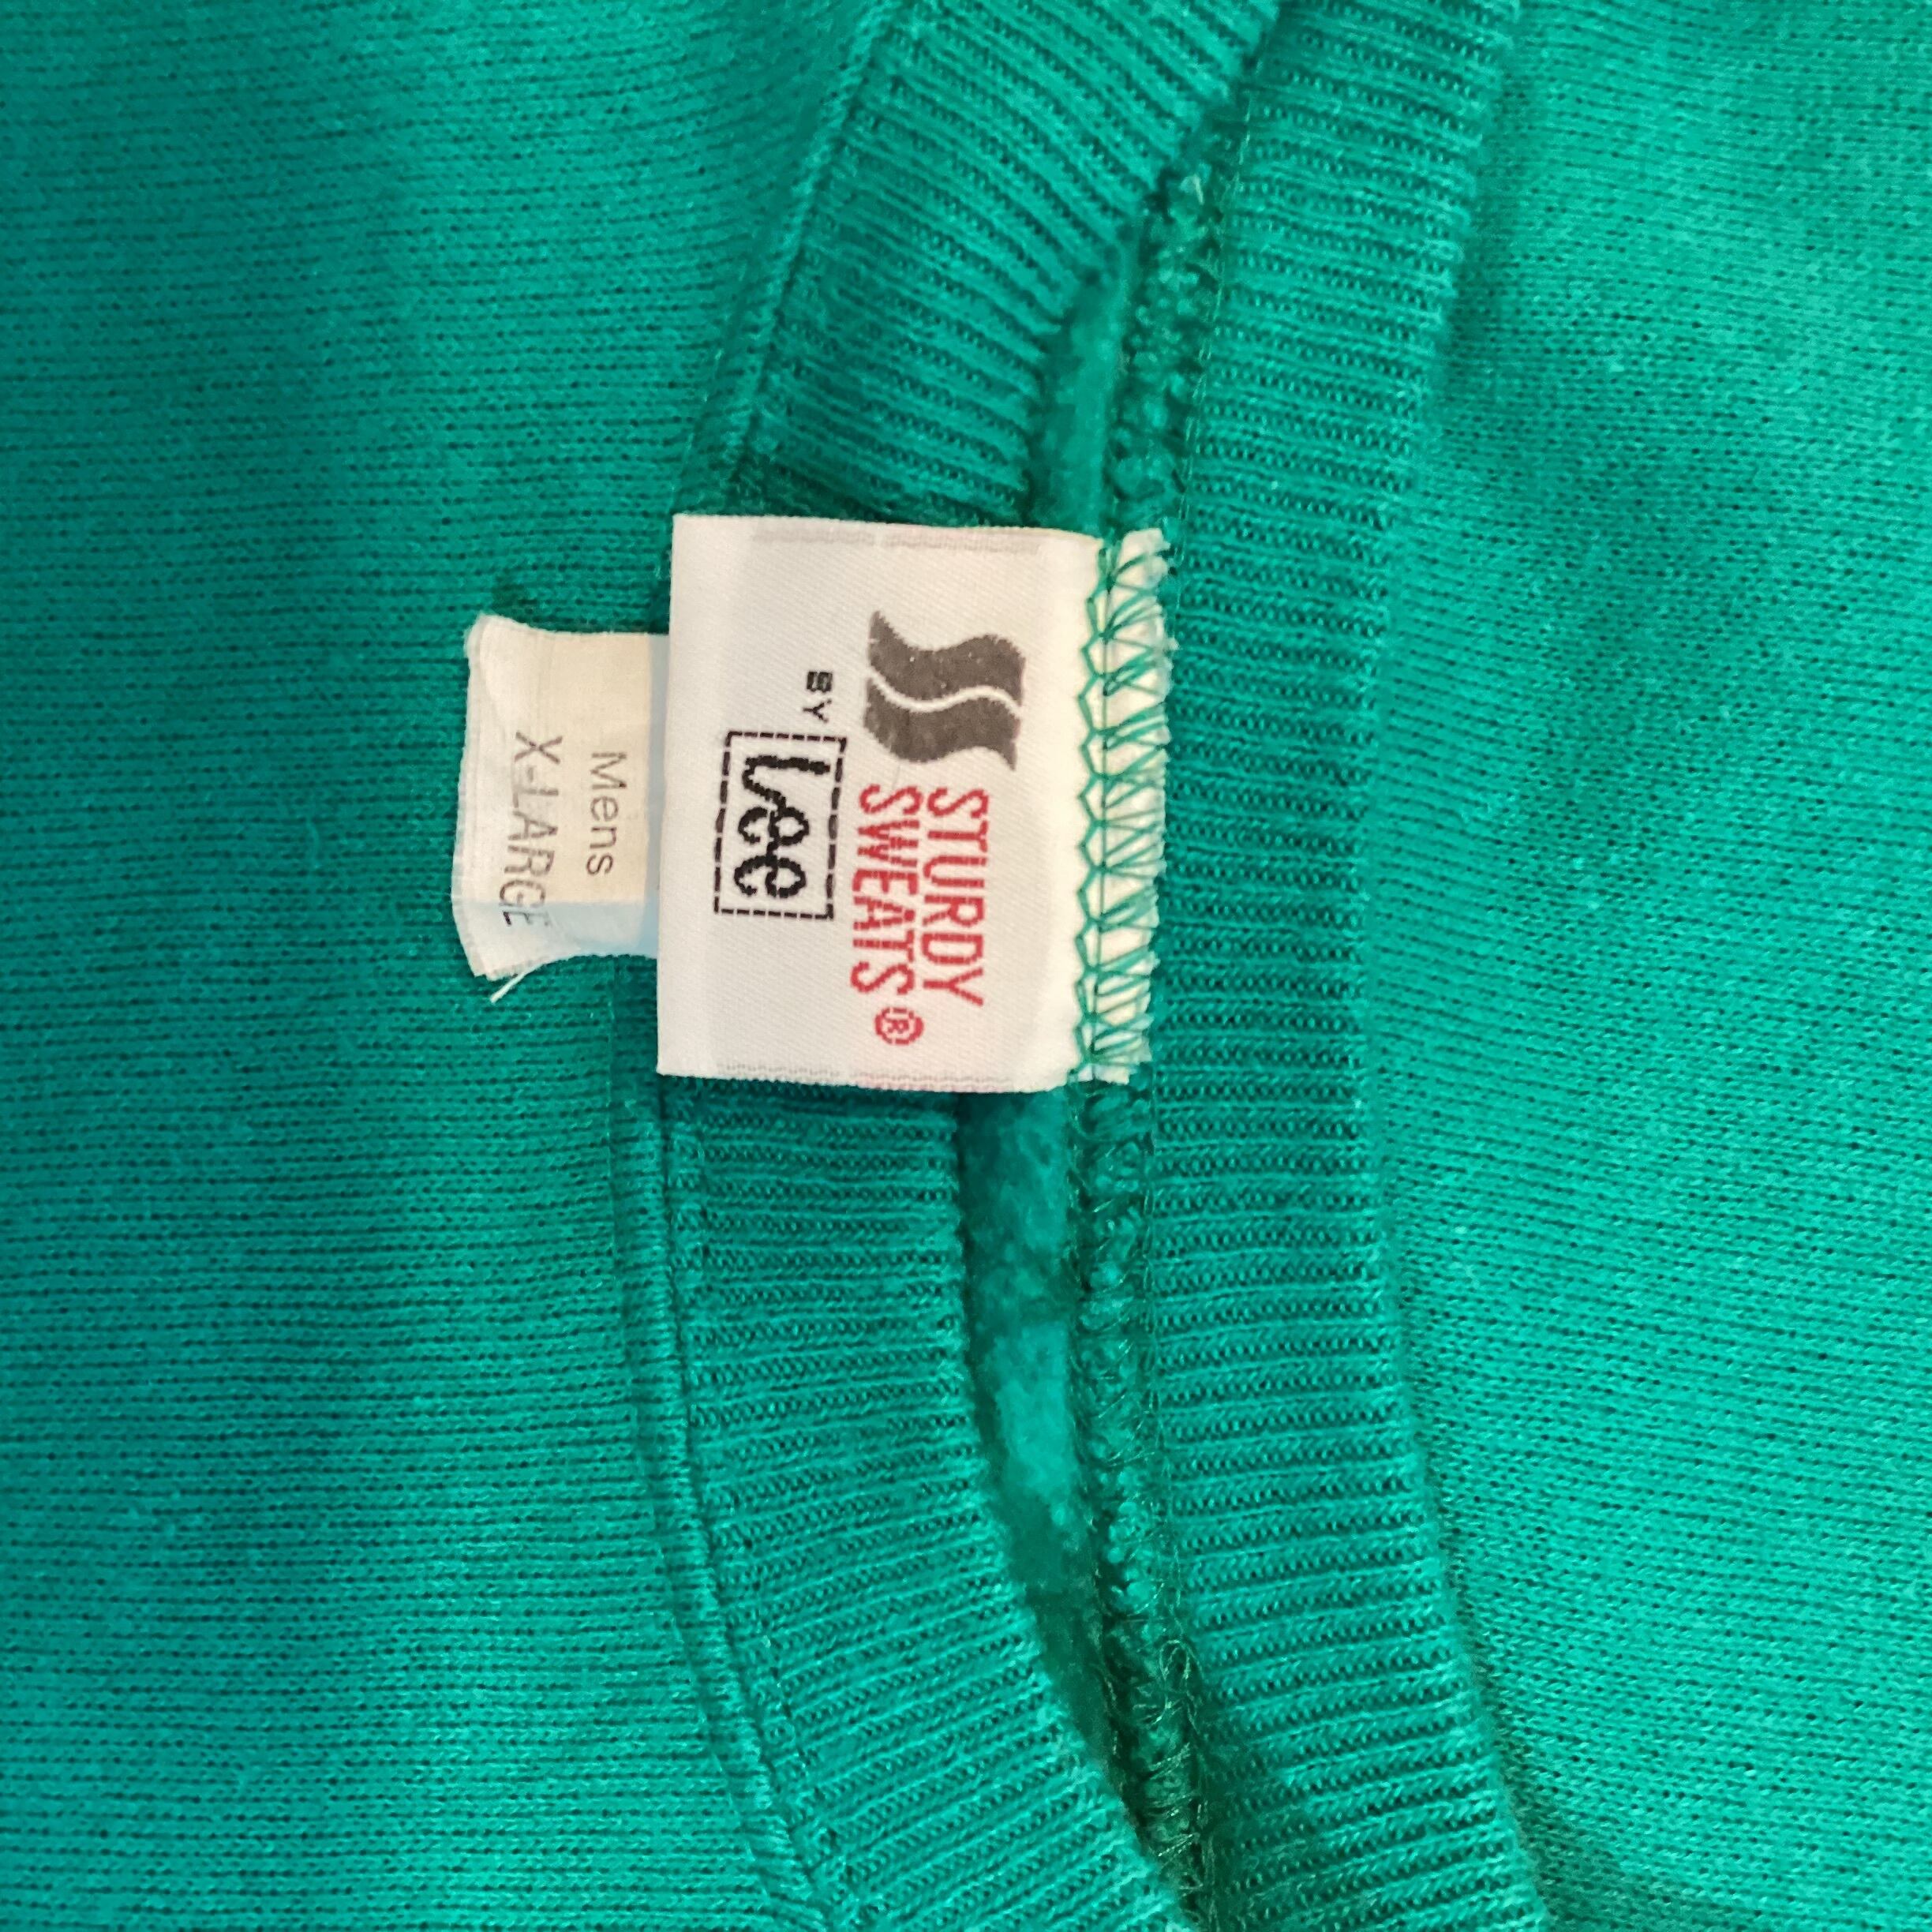 STURDY
SWEATS®
BY
Lee
Mens
X-LARGE